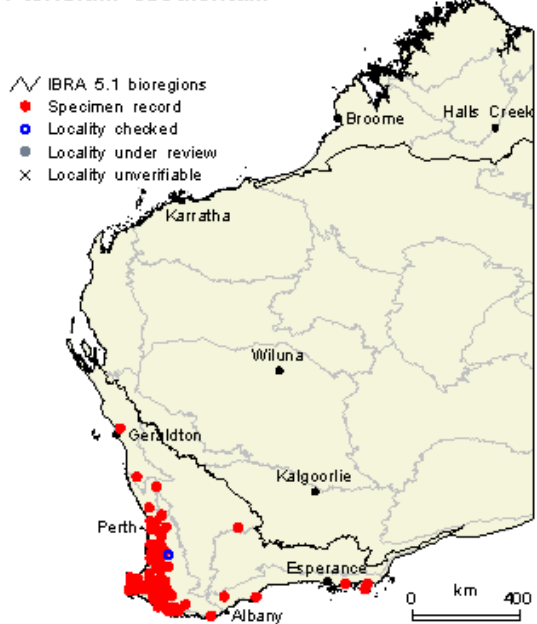 IBRA 5.1 bioregions
Specimen record
Locality checked
Locality under review
Locality unverifiable
Broome
Halls Creek
Karratha
Wiluna
Geraldton
Kalgoorlie
Perth
Esperance
Albany
km
0 400